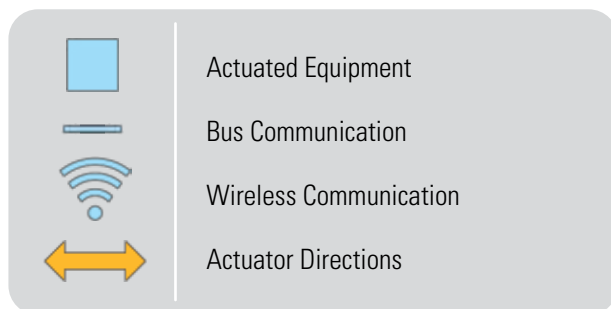 Actuated Equipment
Bus Communication
Wireless Communication
Actuator Directions